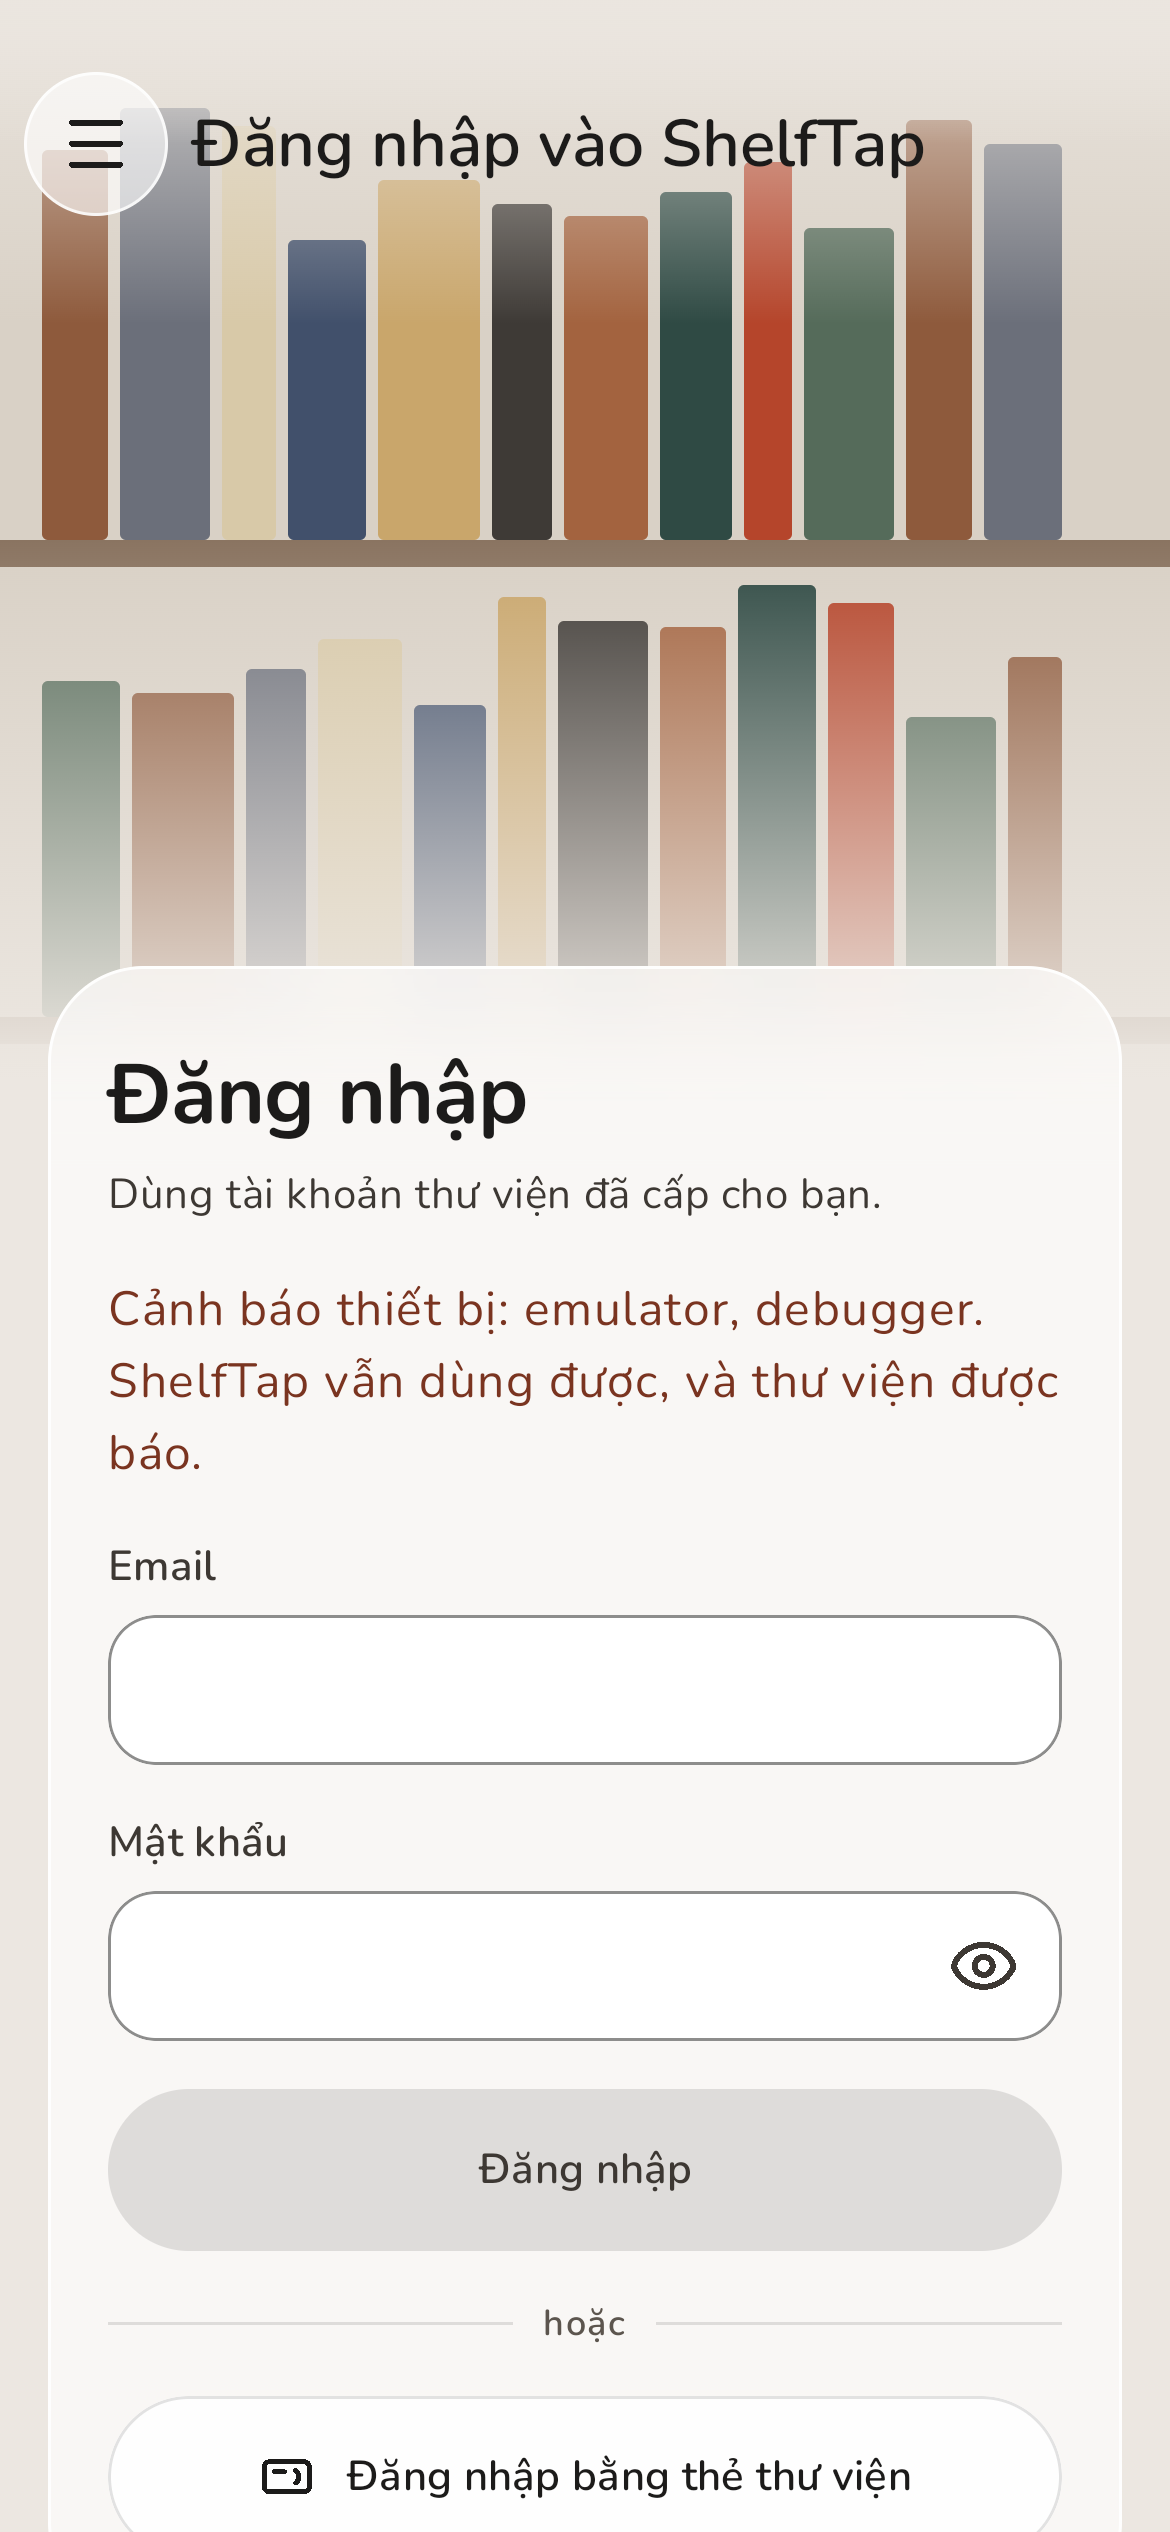 Đăng nhập vào ShelfTap
Đăng nhập
Dùng tài khoản thư viện đã cấp cho bạn.
Cảnh báo thiết bị: emulator, debugger.
ShelfTap vẫn dùng được, và thư viện được
báo.
Email
Mật khẩu
Đăng nhập
hoặc
Đăng nhập bằng thẻ thư viện